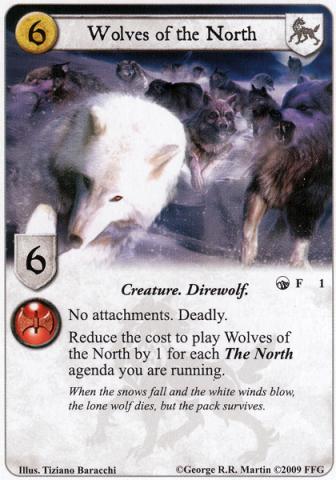 6
Wolves of the North
6
Creature. Direwolf.
F 1
No attachments. Deadly.
Reduce the cost to play Wolves of
the North by 1 for each The North
agenda you are running.
When the snows fall and the white winds blow,
the lone wolf dies, but the pack survives.
Illus. Tiziano Baracchi
©George R.R. Martin ©2009 FFG